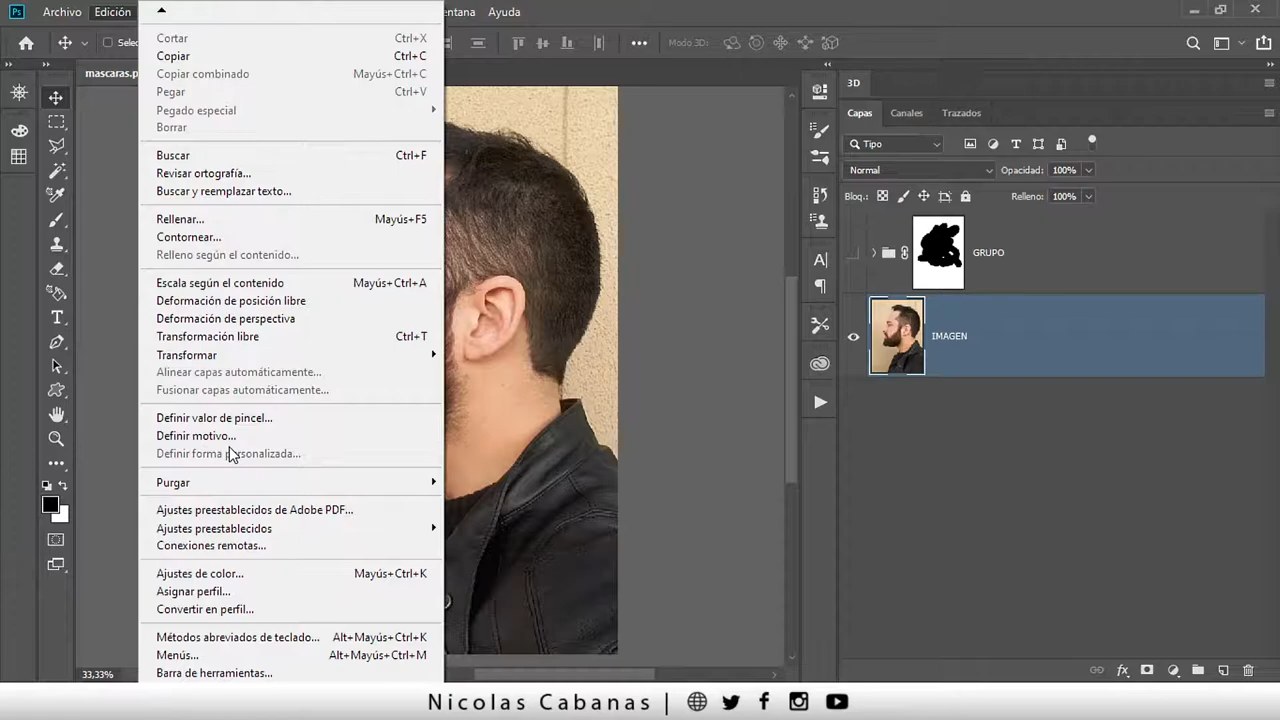 Ps Archivo Edición entana Ayuda
Selec Modo 3D:
mascaras.p
Cortar Ctrl+X
Copiar Ctrl+C
Copiar combinado Mayús+Ctrl+C
Pegar Ctrl+V
Pegado especial
Borrar
Buscar Ctrl+F
Revisar ortografía...
Buscar y reemplazar texto...
Rellenar... Mayús+F5
Contornear...
Relleno según el contenido...
Escala según el contenido Mayús+Ctrl+A
Deformación de posición libre
Deformación de perspectiva
Transformación libre Ctrl+T
Transformar
Alinear capas automáticamente...
Fusionar capas automáticamente...
Definir valor de pincel...
Definir motivo...
Definir forma personalizada...
Purgar
Ajustes preestablecidos de Adobe PDF...
Ajustes preestablecidos
Conexiones remotas...
Ajustes de color... Mayús+Ctrl+K
Asignar perfil...
Convertir en perfil...
Métodos abreviados de teclado... Alt+Mayús+Ctrl+K
Menús... Alt+Mayús+Ctrl+M
Barra de herramientas...
33,33%
3D
Capas Canales Trazados
Tipo
Normal Opacidad: 100%
Bloq.: Relleno: 100%
GRUPO
IMAGEN
Nicolas Cabanas |